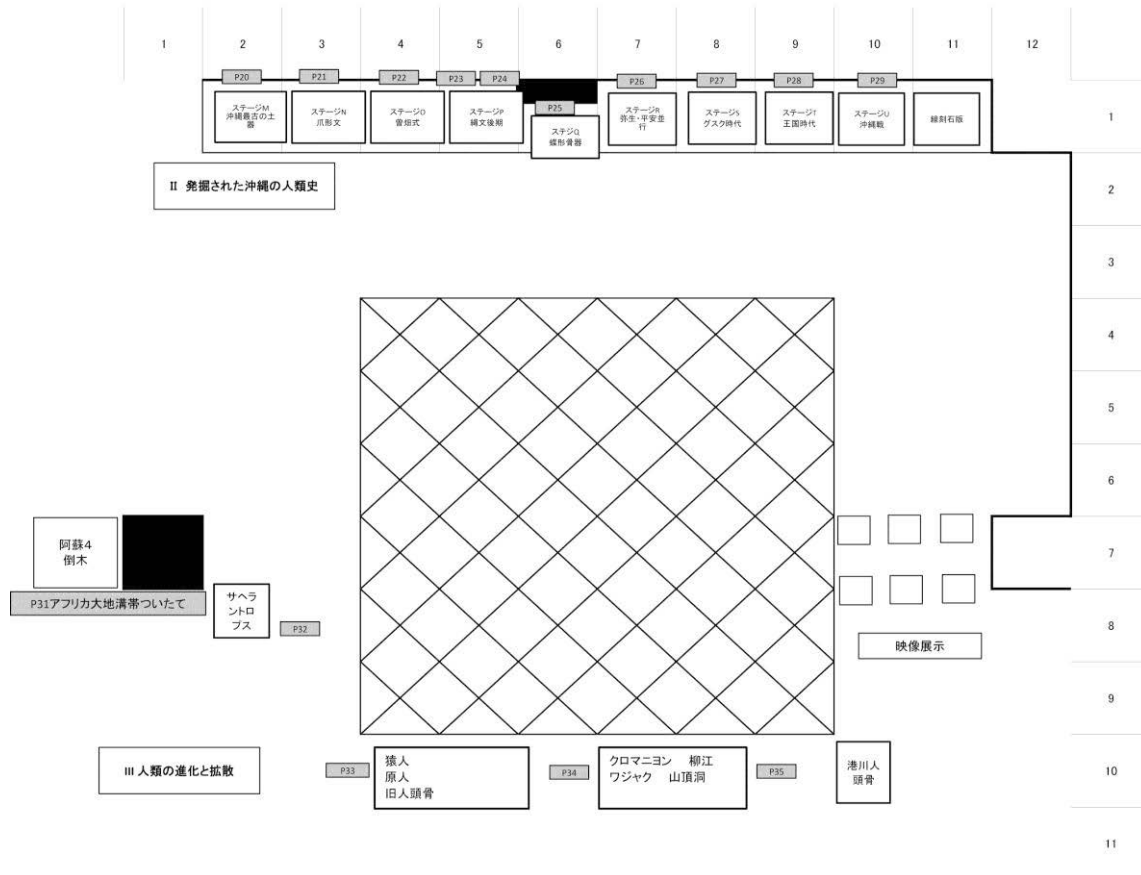 1 2 3 4 5 6 7 8 9 10 11 12
P20 P21 P22 P23 P24 P26 P27 P28 P29
P25
ステージM
沖縄最古の土
器
ステージN
爪形文
ステージO
曽畑式
ステージP
縄文後期
ステジQ
蝶形骨器
ステージR
弥生・平安並
行
ステージS
グスク時代
ステージT
王国時代
ステージU
沖縄戦
線刻石版
1
II 発掘された沖縄の人類史
2
3
4
5
6
阿蘇4
倒木
7
P31アフリカ大地溝帯ついたて
サヘラ
ントロ
プス
P32
8
映像展示
9
III 人類の進化と拡散
P33
猿人
原人
旧人頭骨
P34
クロマニヨン 柳江
ワジャク 山頂洞
P35
港川人
頭骨
10
11